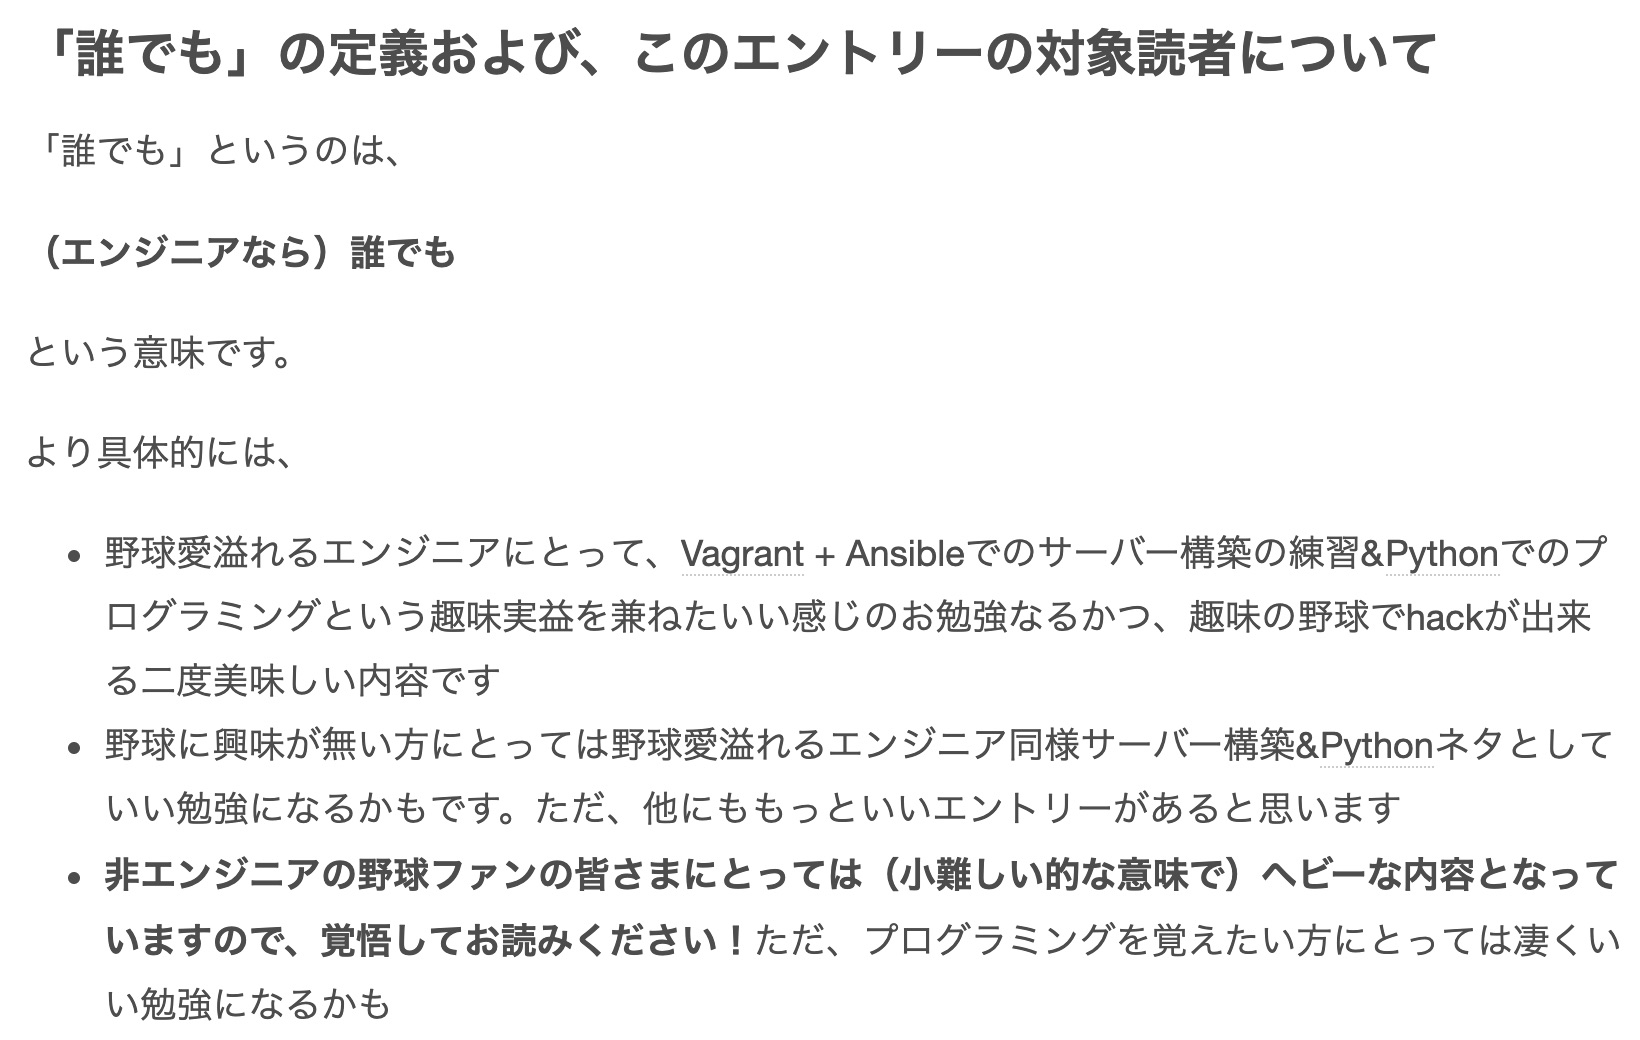 「誰でも」の定義および、このエントリーの対象読者について
「誰でも」というのは、
（エンジニアなら）誰でも
という意味です。
より具体的には、
• 野球愛溢れるエンジニアにとって、Vagrant + Ansibleでのサーバー構築の練習&Pythonでのプ
ログラミングという趣味実益を兼ねたいい感じのお勉強なるかつ、趣味の野球でhackが出来
る二度美味しい内容です
• 野球に興味が無い方にとっては野球愛溢れるエンジニア同様サーバー構築&Pythonネタとして
いい勉強になるかもです。ただ、他にももっといいエントリーがあると思います
• 非エンジニアの野球ファンの皆さまにとっては（小難しい的な意味で）ヘビーな内容となって
いますので、覚悟してお読みください！ただ、プログラミングを覚えたい方にとっては凄くい
い勉強になるかも